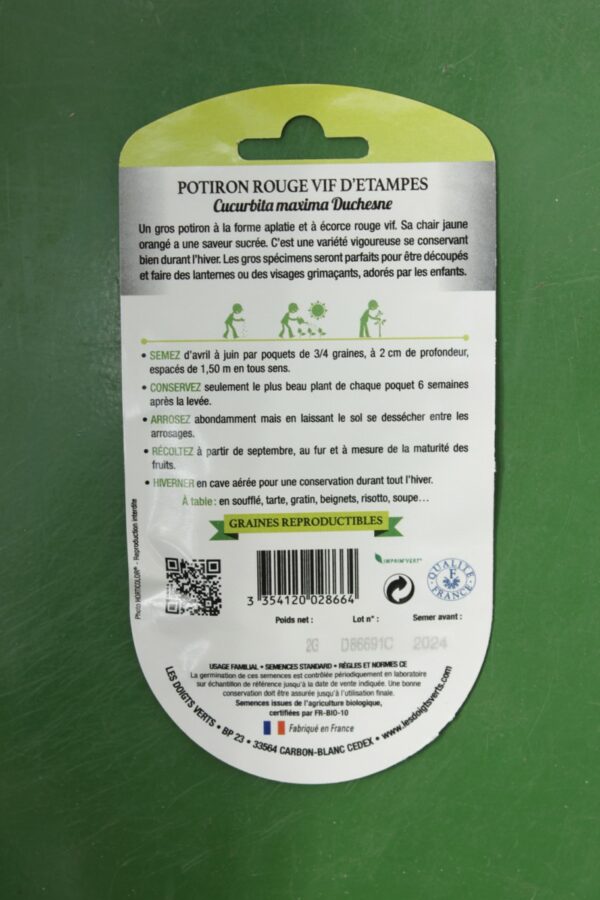 POTIRON ROUGE VIF D'ETAMPES
Cucurbita maxima Duchesne
Un gros potiron à la forme aplatie et à écorce rouge vif. Sa chair jaune
orangé a une saveur sucrée. C'est une variété vigoureuse se conservant
bien durant l'hiver. Les gros spécimens seront parfaits pour être découpés
et faire des lanternes ou des visages grimaçants, adorés par les enfants.
• SEMEZ d'avril à juin par poquets de 3/4 graines, à 2 cm de profondeur,
espacés de 1,50 m en tous sens.
• CONSERVEZ seulement le plus beau plant de chaque poquet 6 semaines
après la levée.
• ARROSEZ abondamment mais en laissant le sol se dessécher entre les
arrosages.
• RÉCOLTEZ à partir de septembre, au fur et à mesure de la maturité des
fruits.
• HIVERNER en cave aérée pour une conservation durant tout l'hiver.
À table : en soufflé, tarte, gratin, beignets, risotto, soupe...
GRAINES REPRODUCTIBLES
Photo HORTICOLOR® - Reproduction interdite
IMPRIM'VERT®
QUALITÉ
F
FRANCE
3 354120 028664
Poids net : Lot n° : Semer avant :
2G D86691C 2024
USAGE FAMILIAL • SEMENCES STANDARD • RÈGLES ET NORMES CE
La germination de ces semences est contrôlée périodiquement en laboratoire
sur échantillon de référence jusqu'à la date de vente indiquée. Une bonne
conservation doit être assurée jusqu'à l'utilisation finale.
Semences issues de l'agriculture biologique,
certifiées par FR-BIO-10
Fabriqué en France
LES DOIGTS VERTS • BP 23 • 33564 CARBON-BLANC CEDEX • www.lesdoigtsverts.com